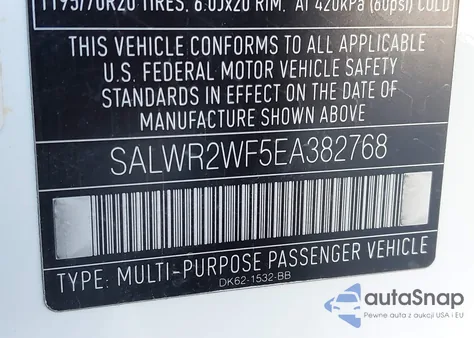 T195/70R20 TIRES, 6.0Jx20 RIM, AT 420kPa (60psi) COLD
THIS VEHICLE CONFORMS TO ALL APPLICABLE
U.S. FEDERAL MOTOR VEHICLE SAFETY
STANDARDS IN EFFECT ON THE DATE OF
MANUFACTURE SHOWN ABOVE
SALWR2WF5EA382768
TYPE: MULTI-PURPOSE PASSENGER VEHICLE
DK62-1532-BB
autoSnap
Pewne auta z aukcji USA i EU